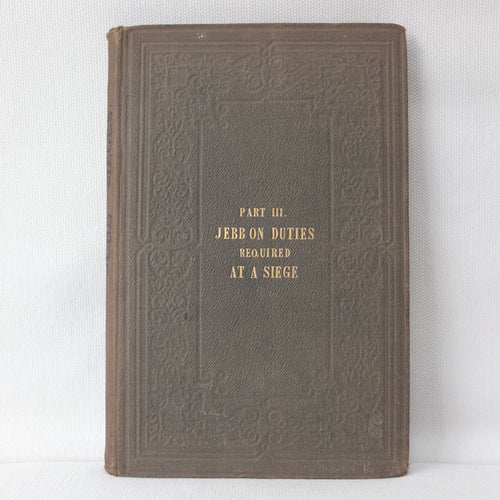 PART III.
JEBB ON DUTIES
REQUIRED
AT A SIEGE